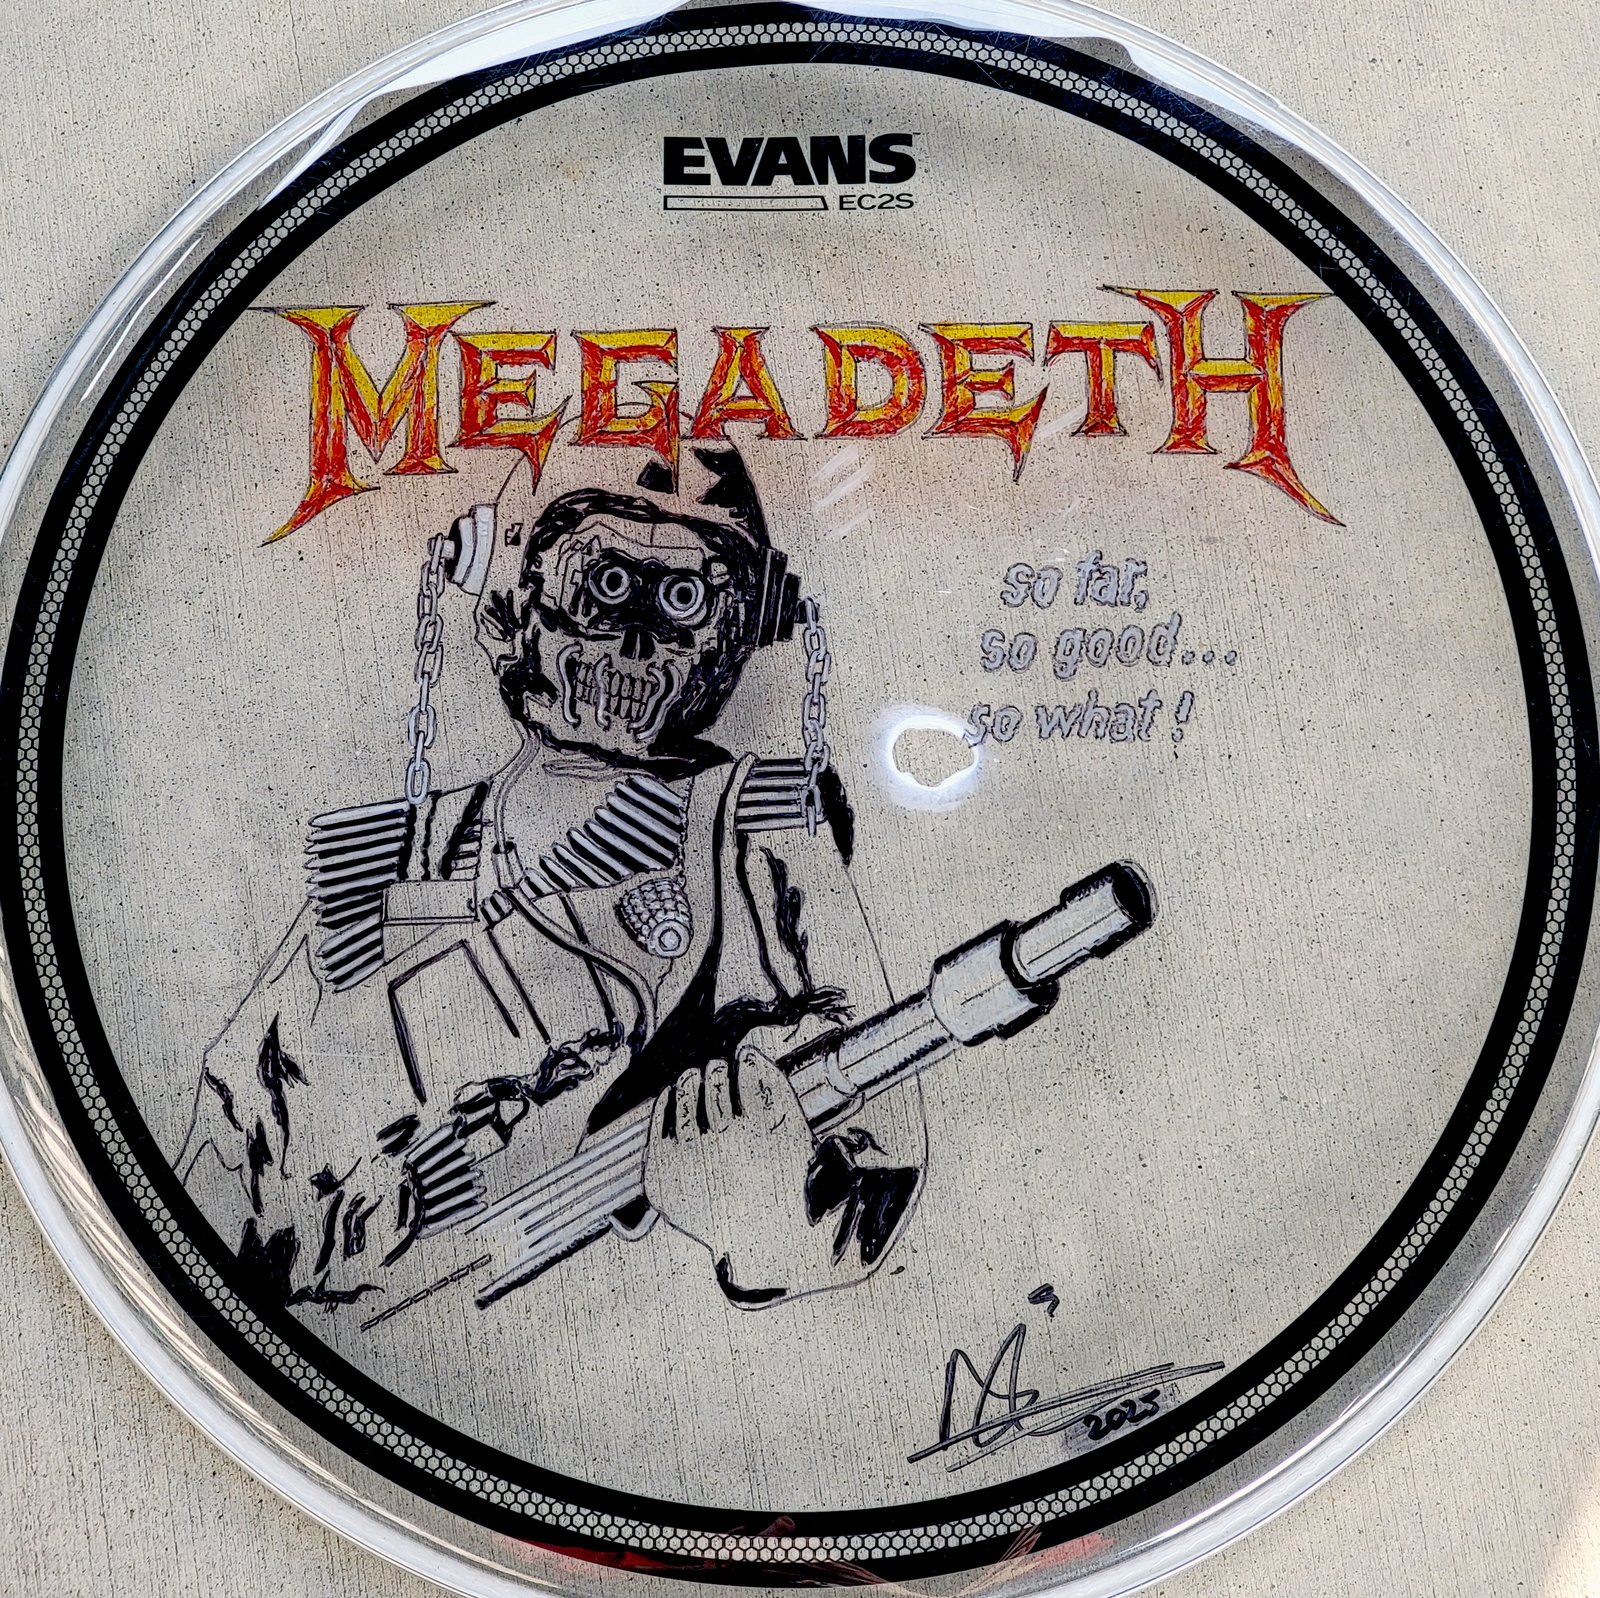 EVANS
EC2S
MEGADETH
so far,
so good...
so what!
2025